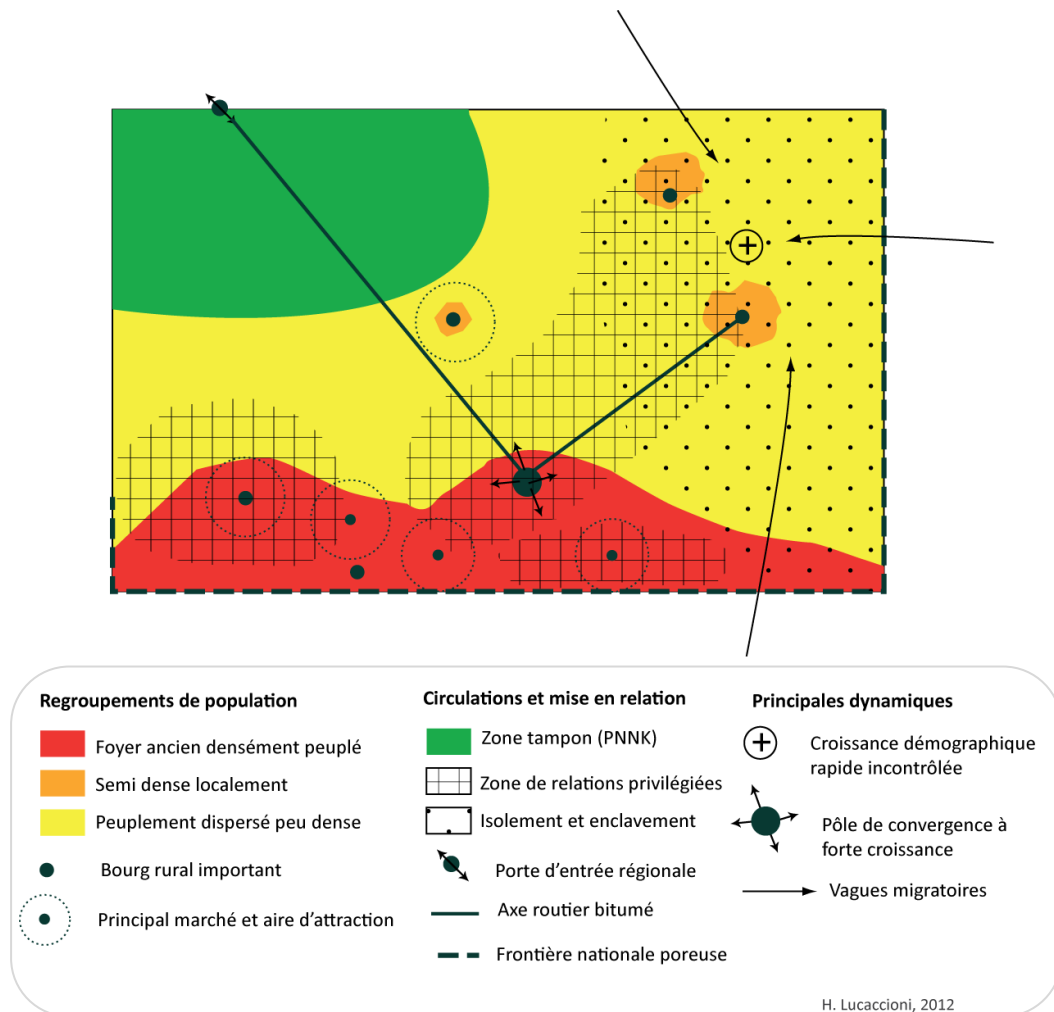 Regroupements de population
Foyer ancien densément peuplé
Semi dense localement
Peuplement dispersé peu dense
Bourg rural important
Principal marché et aire d'attraction
Circulations et mise en relation
Zone tampon (PNNK)
Zone de relations privilégiées
Isolement et enclavement
Porte d'entrée régionale
Axe routier bitumé
Frontière nationale poreuse
Principales dynamiques
Croissance démographique
rapide incontrôlée
Pôle de convergence à
forte croissance
Vagues migratoires
H. Lucaccioni, 2012